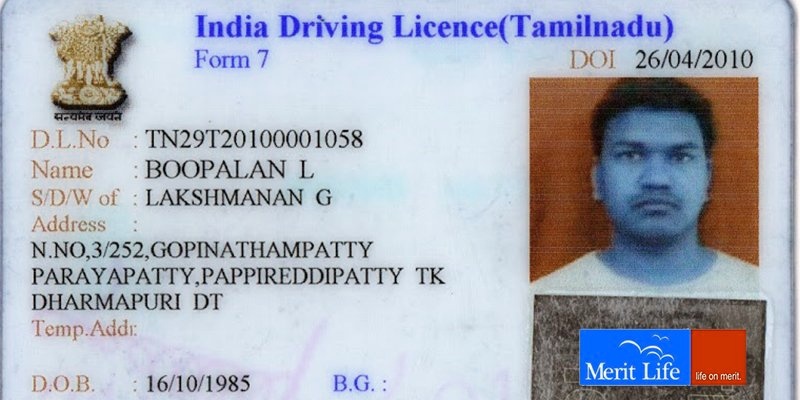 India Driving Licence(Tamilnadu)
Form 7
DOI 26/04/2010
सत्यमेव जयते
D.L.No : TN29T20100001058
Name : BOOPALAN L
S/D/W of : LAKSHMANAN G
Address :
N.NO,3/252,GOPINATHAMPATTY
PARAYAPATTY,PAPPIREDDIPATTY TK
DHARMAPURI DT
Temp.Addr:
D.O.B. : 16/10/1985 B.G. :
Merit Life
life on merit.